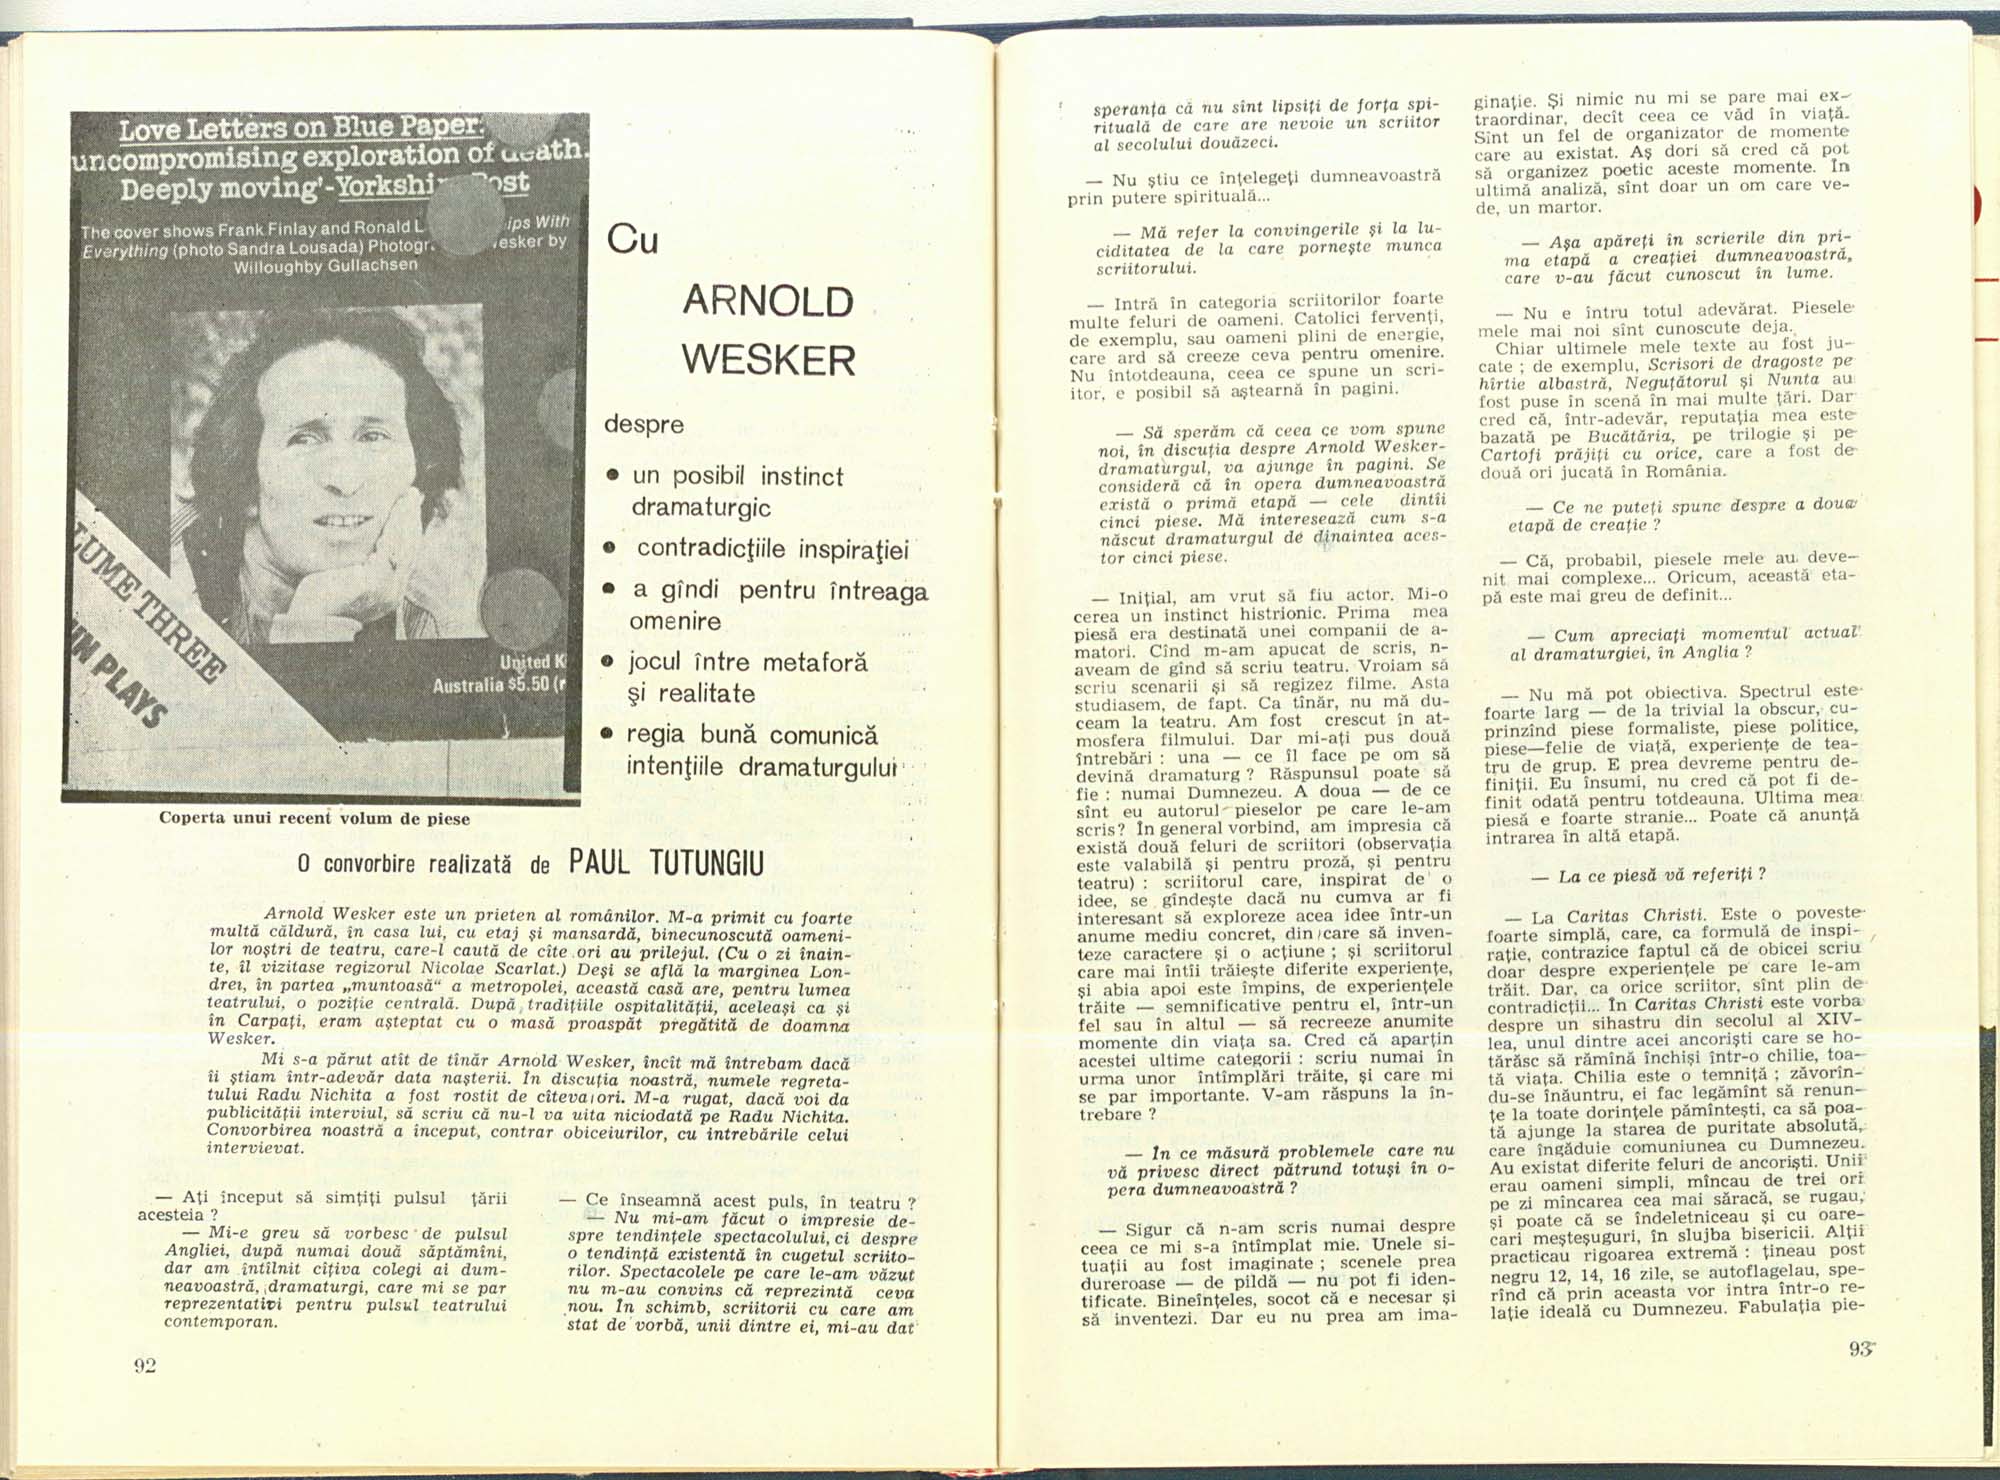 Love Letters on Blue Paper:
uncompromising exploration of death.
Deeply moving'-Yorkshire Post
The cover shows Frank Finlay and Ronald
ips With
Everything (photo Sandra Lousada)
esker by
Willoughby Gullachsen
LUME THREE
PLAYS
United K
Australia $5.50
Coperta unui recent volum de piese
Cu
ARNOLD
WESKER
despre
• un posibil instinct
dramaturgic
• contradicţiile inspiraţiei
• a gîndi pentru întreaga
omenire
• jocul între metaforă
şi realitate
• regia bună comunică
intenţiile dramaturgului
O convorbire realizată de PAUL TUTUNGIU
Arnold Wesker este un prieten al românilor. M-a primit cu foarte
multă căldură, în casa lui, cu etaj şi mansardă, binecunoscută oameni-
lor noştri de teatru, care-l caută de cîte ori au prilejul. (Cu o zi înain-
te, îl vizitase regizorul Nicolae Scarlat.) Deşi se află la marginea Lon-
drei, în partea „muntoasă“ a metropolei, această casă are, pentru lumea
teatrului, o poziţie centrală. După tradiţiile ospitalităţii, aceleaşi ca şi
în Carpaţi, eram aşteptat cu o masă proaspăt pregătită de doamna
Wesker.
Mi s-a părut atît de tînăr Arnold Wesker, încît mă întrebam dacă
îi ştiam într-adevăr data naşterii. În discuţia noastră, numele regreta-
tului Radu Nichita a fost rostit de cîteva ori. M-a rugat, dacă voi da
publicităţii interviul, să scriu că nu-l va uita niciodată pe Radu Nichita.
Convorbirea noastră a început, contrar obiceiurilor, cu întrebările celui
intervievat.
— Aţi început să simţiţi pulsul ţării
acesteia ?
— Mi-e greu să vorbesc de pulsul
Angliei, după numai două săptămîni,
dar am întîlnit cîţiva colegi ai dum-
neavoastră, dramaturgi, care mi se par
reprezentativi pentru pulsul teatrului
contemporan.
— Ce înseamnă acest puls, în teatru ?
— Nu mi-am făcut o impresie de-
spre tendinţele spectacolului, ci despre
o tendinţă existentă în cugetul scriito-
rilor. Spectacolele pe care le-am văzut
nu m-au convins că reprezintă ceva
nou. În schimb, scriitorii cu care am
stat de vorbă, unii dintre ei, mi-au dat
92
speranţa că nu sînt lipsiţi de forţa spi-
rituală de care are nevoie un scriitor
al secolului douăzeci.
— Nu ştiu ce înţelegeţi dumneavoastră
prin putere spirituală...
— Mă refer la convingerile şi la lu-
ciditatea de la care porneşte munca
scriitorului.
— Intră în categoria scriitorilor foarte
multe feluri de oameni. Catolici fervenţi,
de exemplu, sau oameni plini de energie,
care ard să creeze ceva pentru omenire.
Nu întotdeauna, ceea ce spune un scri-
itor, e posibil să aştearnă în pagini.
— Să sperăm că ceea ce vom spune
noi, în discuţia despre Arnold Wesker-
dramaturgul, va ajunge în pagini. Se
consideră că în opera dumneavoastră
există o primă etapă — cele dintîi
cinci piese. Mă interesează cum s-a
născut dramaturgul de dinaintea aces-
tor cinci piese.
— Iniţial, am vrut să fiu actor. Mi-o
cerea un instinct histrionic. Prima mea
piesă era destinată unei companii de a-
matori. Cînd m-am apucat de scris, n-
aveam de gînd să scriu teatru. Vroiam să
scriu scenarii şi să regizez filme. Asta
studiasem, de fapt. Ca tînăr, nu mă du-
ceam la teatru. Am fost crescut în at-
mosfera filmului. Dar mi-aţi pus două
întrebări : una — ce îl face pe om să
devină dramaturg ? Răspunsul poate să
fie : numai Dumnezeu. A doua — de ce
sînt eu autorul pieselor pe care le-am
scris? În general vorbind, am impresia că
există două feluri de scriitori (observaţia
este valabilă şi pentru proză, şi pentru
teatru) : scriitorul care, inspirat de o
idee, se gîndeşte dacă nu cumva ar fi
interesant să exploreze acea idee într-un
anume mediu concret, din care să inven-
teze caractere şi o acţiune ; şi scriitorul
care mai întîi trăieşte diferite experienţe,
şi abia apoi este împins, de experienţele
trăite — semnificative pentru el, într-un
fel sau în altul — să recreeze anumite
momente din viaţa sa. Cred că aparţin
acestei ultime categorii : scriu numai în
urma unor întîmplări trăite, şi care mi
se par importante. V-am răspuns la în-
trebare ?
— În ce măsură problemele care nu
vă privesc direct pătrund totuşi în o-
pera dumneavoastră ?
— Sigur că n-am scris numai despre
ceea ce mi s-a întîmplat mie. Unele si-
tuaţii au fost imaginate ; scenele prea
dureroase — de pildă — nu pot fi iden-
tificate. Bineînţeles, socot că e necesar şi
să inventezi. Dar eu nu prea am ima-
ginaţie. Şi nimic nu mi se pare mai ex-
traordinar, decît ceea ce văd în viaţă.
Sînt un fel de organizator de momente
care au existat. Aş dori să cred că pot
să organizez poetic aceste momente. În
ultimă analiză, sînt doar un om care ve-
de, un martor.
— Aşa apăreţi în scrierile din pri-
ma etapă a creaţiei dumneavoastră,
care v-au făcut cunoscut în lume.
— Nu e întru totul adevărat. Piesele
mele mai noi sînt cunoscute deja.
Chiar ultimele mele texte au fost ju-
cate ; de exemplu, Scrisori de dragoste pe
hîrtie albastră, Neguţătorul şi Nunta au
fost puse în scenă în mai multe ţări. Dar
cred că, într-adevăr, reputaţia mea este
bazată pe Bucătăria, pe trilogie şi pe
Cartofi prăjiţi cu orice, care a fost de
două ori jucată în România.
— Ce ne puteţi spune despre a doua
etapă de creaţie ?
— Că, probabil, piesele mele au deve-
nit mai complexe... Oricum, această eta-
pă este mai greu de definit...
— Cum apreciaţi momentul actual
al dramaturgiei, în Anglia ?
— Nu mă pot obiectiva. Spectrul este
foarte larg — de la trivial la obscur, cu-
prinzînd piese formaliste, piese politice,
piese—felie de viaţă, experienţe de tea-
tru de grup. E prea devreme pentru de-
finiţii. Eu însumi, nu cred că pot fi de-
finit odată pentru totdeauna. Ultima mea
piesă e foarte stranie... Poate că anunţă
intrarea în altă etapă.
— La ce piesă vă referiţi ?
— La Caritas Christi. Este o poveste
foarte simplă, care, ca formulă de inspi-
raţie, contrazice faptul că de obicei scriu
doar despre experienţele pe care le-am
trăit. Dar, ca orice scriitor, sînt plin de
contradicţii... În Caritas Christi este vorba
despre un sihastru din secolul al XIV-
lea, unul dintre acei ancorişti care se ho-
tărăsc să rămînă închişi într-o chilie, toa-
tă viaţa. Chilia este o temniţă ; zăvorîn-
du-se înăuntru, ei fac legămînt să renun-
ţe la toate dorinţele pămînteşti, ca să poa-
tă ajunge la starea de puritate absolută,
care îngăduie comuniunea cu Dumnezeu.
Au existat diferite feluri de ancorişti. Unii
erau oameni simpli, mîncau de trei ori
pe zi mîncarea cea mai săracă, se rugau,
şi poate că se îndeletniceau şi cu oare-
cari meşteşuguri, în slujba bisericii. Alţii
practicau rigoarea extremă : ţineau post
negru 12, 14, 16 zile, se autoflagelau, spe-
rînd că prin aceasta vor intra într-o re-
laţie ideală cu Dumnezeu. Fabulaţia pie-
93